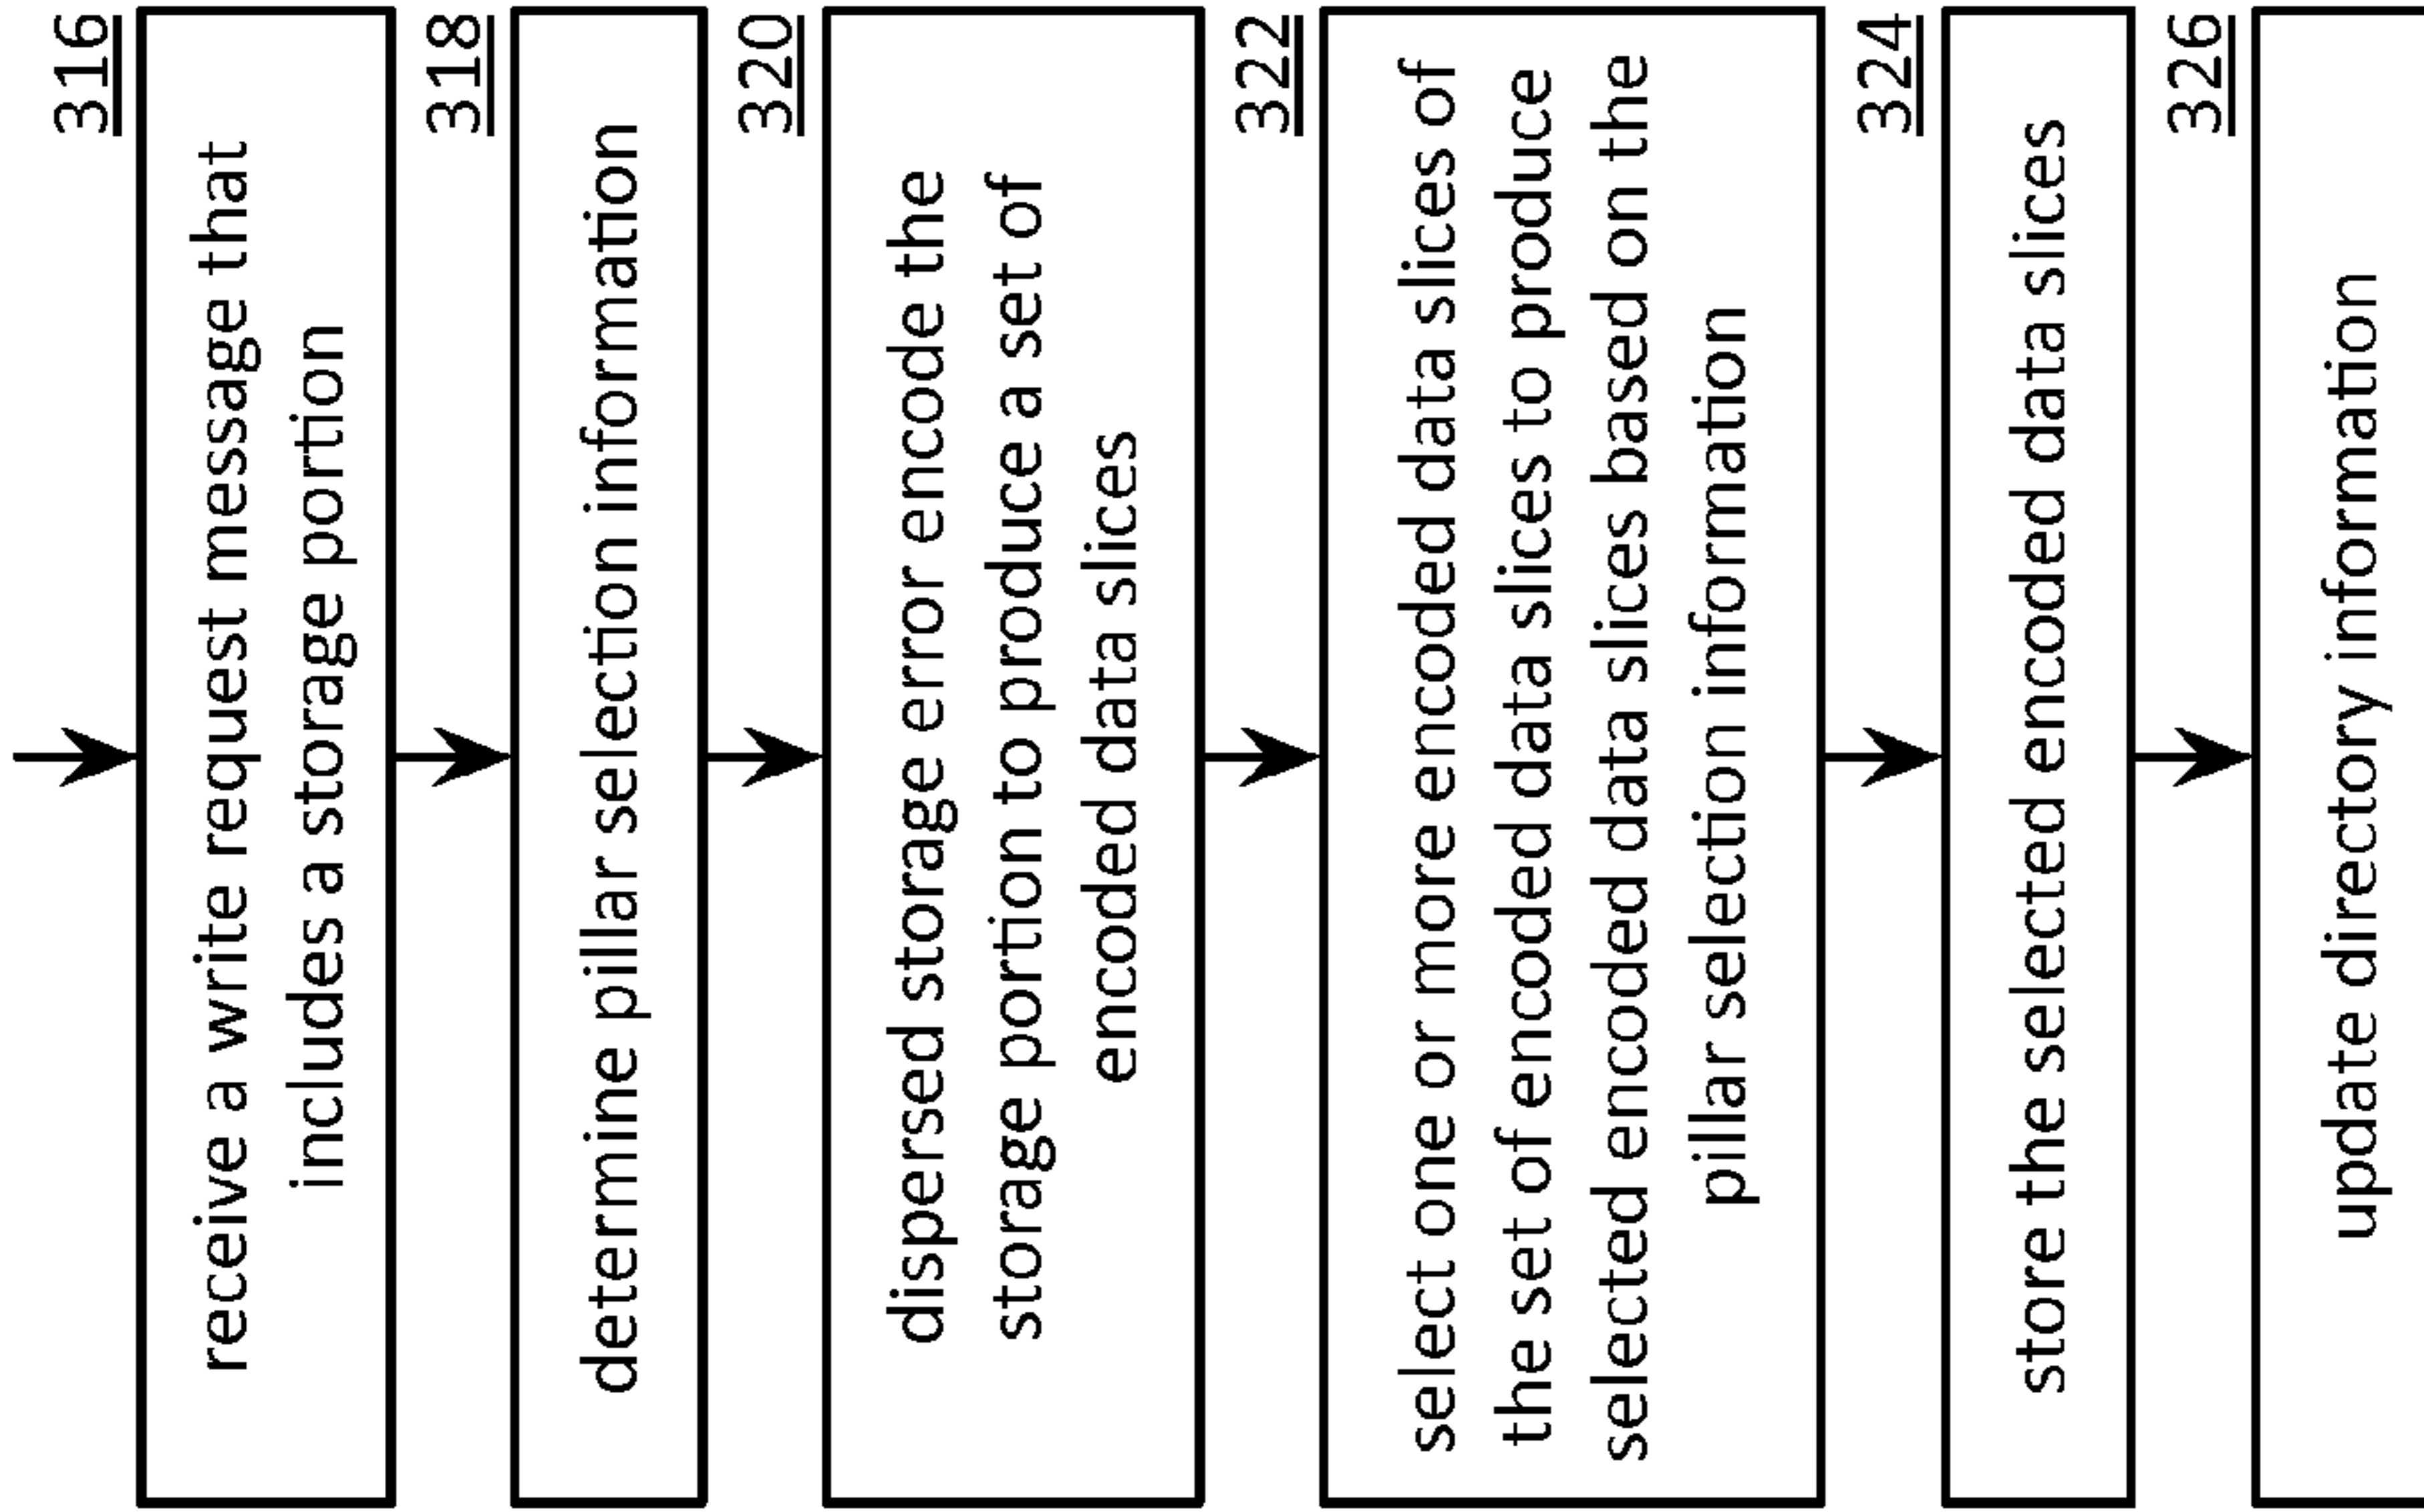 316
receive a write request message that
includes a storage portion
318
determine pillar selection information
320
dispersed storage error encode the
storage portion to produce a set of
encoded data slices
322
select one or more encoded data slices of
the set of encoded data slices to produce
selected encoded data slices based on the
pillar selection information
324
store the selected encoded data slices
326
update directory information